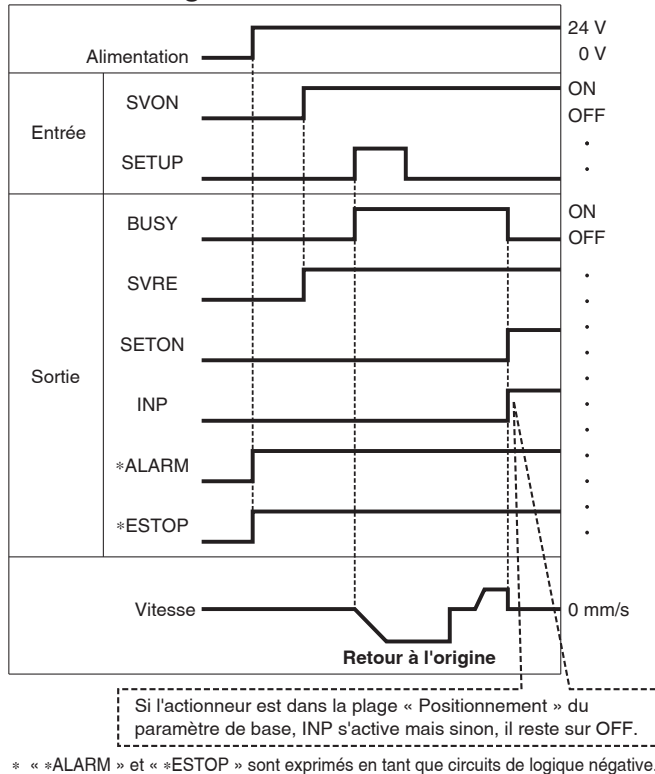 24 V
Alimentation
0 V
Entrée
SVON
ON
OFF
SETUP
Sortie
BUSY
ON
OFF
SVRE
SETON
INP
*ALARM
*ESTOP
Vitesse
0 mm/s
Retour à l'origine
Si l'actionneur est dans la plage « Positionnement » du
paramètre de base, INP s'active mais sinon, il reste sur OFF.
* « *ALARM » et « *ESTOP » sont exprimés en tant que circuits de logique négative.